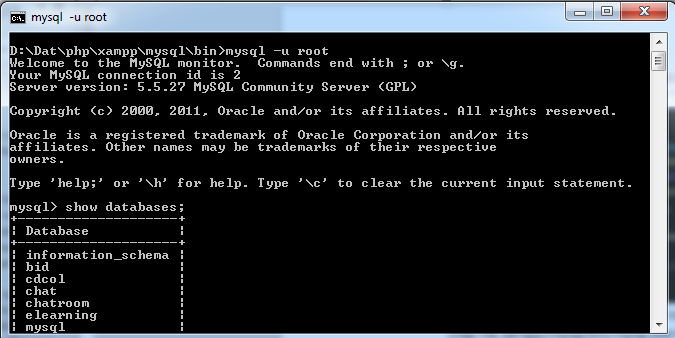 mysql -u root
D:\Dat\php\xampp\mysql\bin>mysql -u root
Welcome to the MySQL monitor.  Commands end with ; or \g.
Your MySQL connection id is 2
Server version: 5.5.27 MySQL Community Server (GPL)
Copyright (c) 2000, 2011, Oracle and/or its affiliates. All rights reserved.
Oracle is a registered trademark of Oracle Corporation and/or its
affiliates. Other names may be trademarks of their respective
owners.
Type 'help;' or '\h' for help. Type '\c' to clear the current input statement.
mysql> show databases;
+--------------------+
| Database           |
+--------------------+
| information_schema |
| bid                |
| cdcol              |
| chat               |
| chatroom           |
| elearning          |
| mysql              |